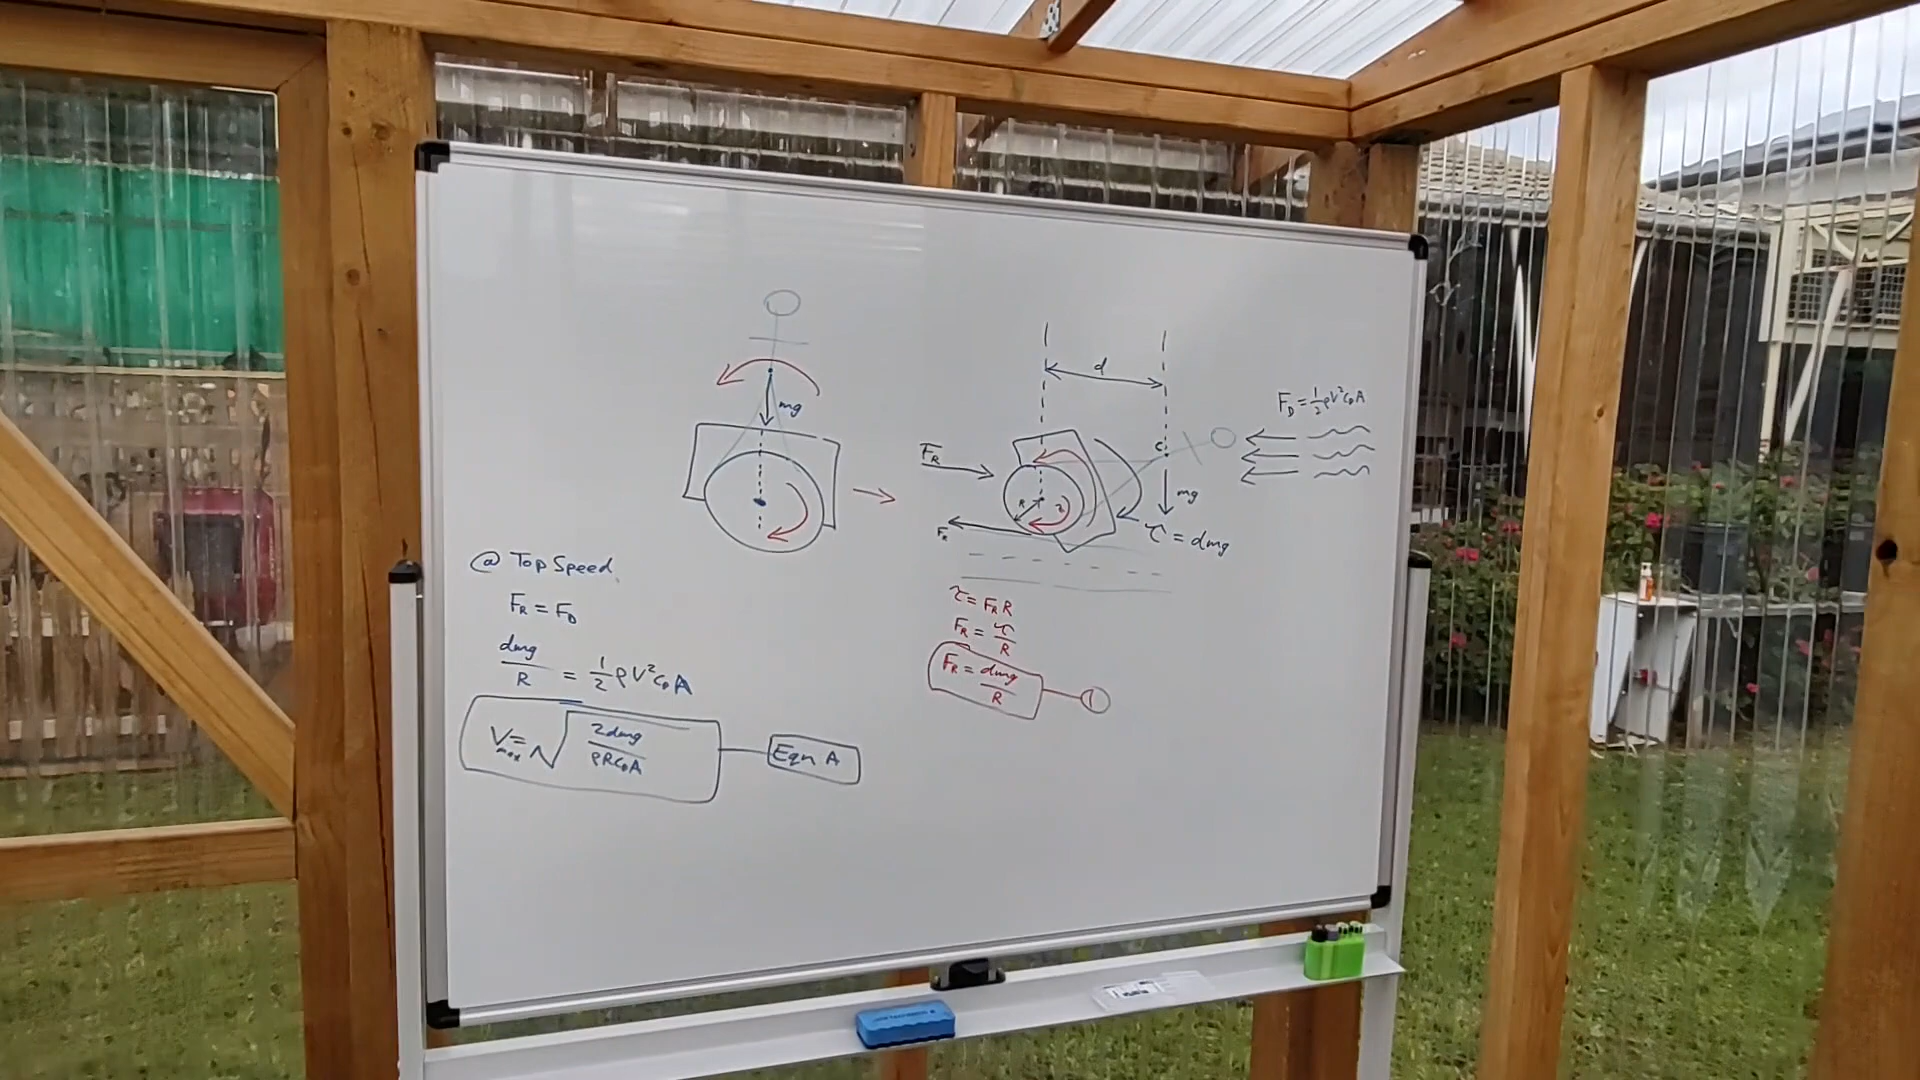 mg
d
F_D = ½ρV²C_DA
F_R
c
R
τ
mg
F_R
τ = dmg
@ Top Speed
F_R = F_D
dmg/R = ½ρV²C_DA
V_max = √(2dmg/ρRC_DA)
Eqn A
τ = F_R R
F_R = τ/R
F_R = dmg/R
1